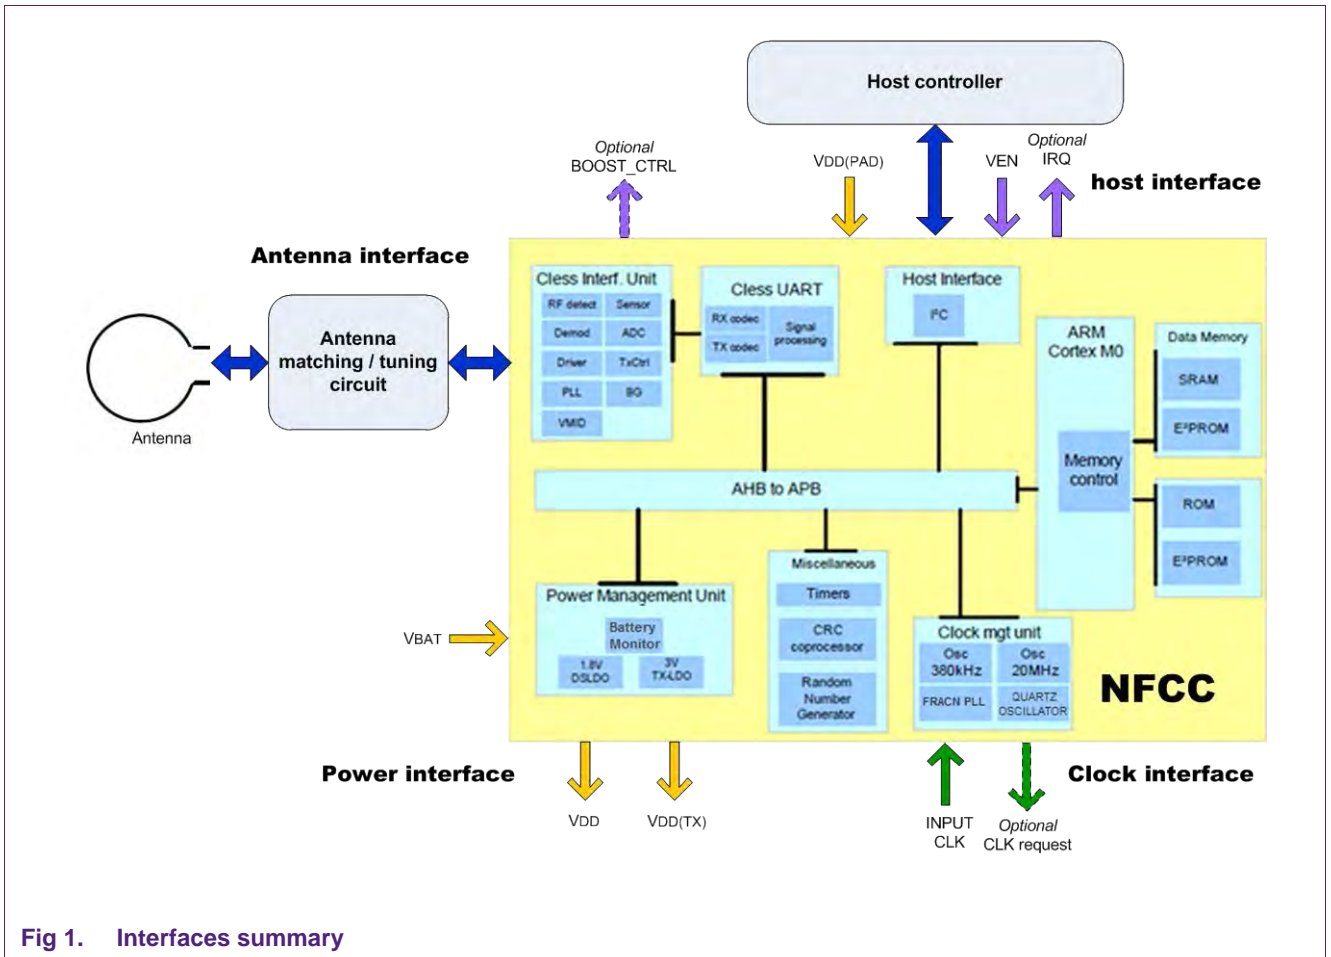 Host controller
Optional
BOOST_CTRL
VDD(PAD)
VEN
Optional
IRQ
host interface
Antenna interface
Antenna
matching / tuning
circuit
Antenna
Cless Interf. Unit
RF detect
Sensor
Demod
ADC
Driver
TxCtrl
PLL
BG
VMID
Cless UART
RX codec
TX codec
Signal
processing
Host Interface
I²C
ARM
Cortex M0
Memory
control
Data Memory
SRAM
E²PROM
ROM
E²PROM
AHB to APB
Power Management Unit
Battery
Monitor
1.8V
DSLDO
3V
TX-LDO
Miscellaneous
Timers
CRC
coprocessor
Random
Number
Generator
Clock mgt unit
Osc
380kHz
Osc
20MHz
FRACN PLL
QUARTZ
OSCILLATOR
NFCC
VBAT
Power interface
VDD
VDD(TX)
INPUT
CLK
Optional
CLK request
Clock interface
Fig 1. Interfaces summary